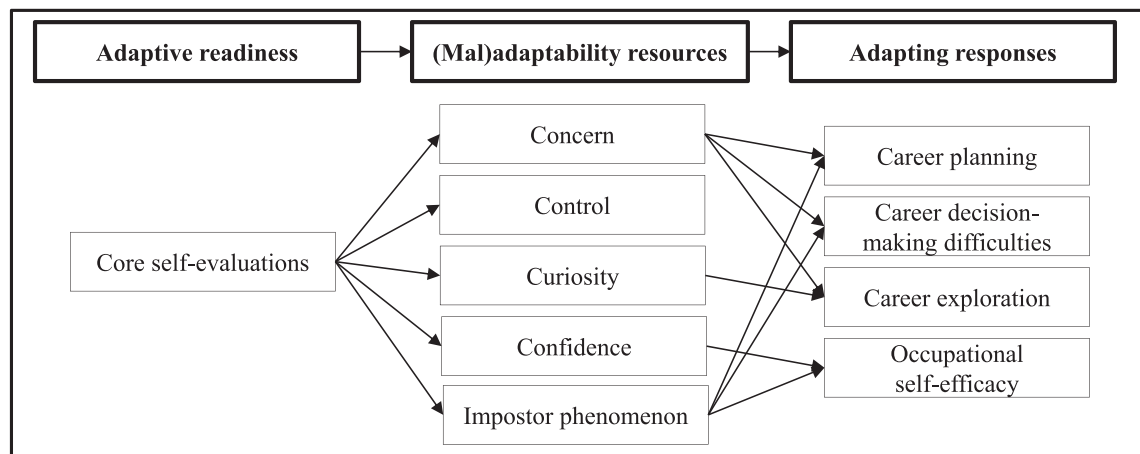 Adaptive readiness
(Mal)adaptability resources
Adapting responses
Concern
Control
Core self-evaluations
Curiosity
Confidence
Impostor phenomenon
Career planning
Career decision-
making difficulties
Career exploration
Occupational
self-efficacy